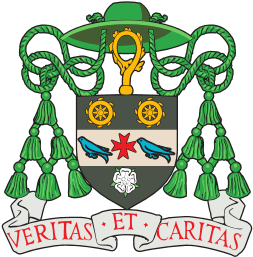 VERITAS · ET · CARITAS